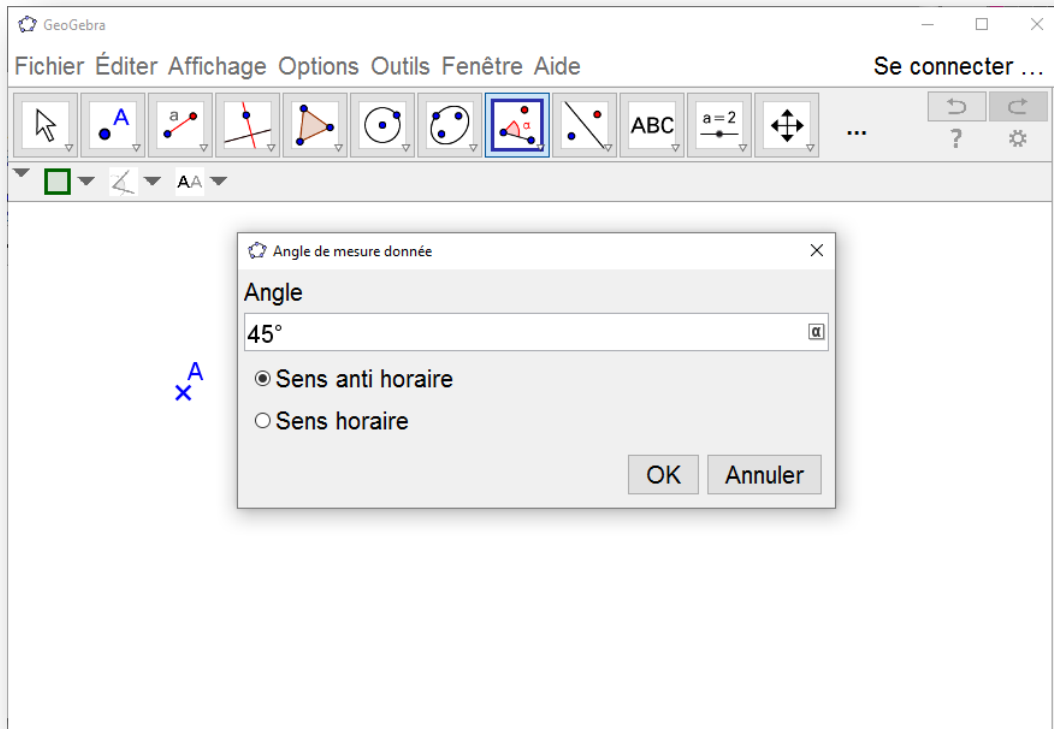 GeoGebra
Fichier Éditer Affichage Options Outils Fenêtre Aide Se connecter ...
A a α ABC a=2 ... ?
AA
Angle de mesure donnée
Angle
45° α
A
Sens anti horaire
Sens horaire
OK Annuler